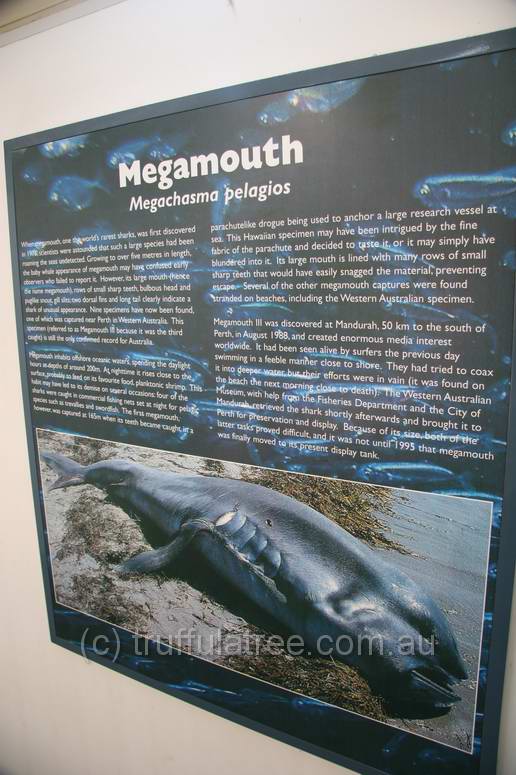 Megamouth
Megachasma pelagios
When megamouth, one the world's rarest sharks, was first discovered
in 1976 scientists were astounded that such a large species had been
roaming the seas undetected. Growing to over five metres in length,
the baby whale appearance of megamouth may have confused early
observers who failed to report it. However, its large mouth (hence
the name megamouth), rows of small sharp teeth, bulbous head and
puglike snout, gill slits, two dorsal fins and long tail clearly indicate a
shark of unusual appearance. Nine specimens have now been found,
one of which was captured near Perth in Western Australia. This
specimen (referred to as Megamouth III because it was the third
caught) is still the only confirmed record for Australia.
Megamouth inhabits offshore oceanic waters, spending the daylight
hours at depths of around 200m. At nighttime it rises close to the
surface, probably to feed on its favourite food, planktonic shrimp. This
habit may have led to its demise on several occasions: four of the
sharks were caught in commercial fishing nets set at night for pelagic
species such as trevallies and swordfish. The first megamouth,
however, was captured at 165m when its teeth became caught in a
parachutelike drogue being used to anchor a large research vessel at
sea. This Hawaiian specimen may have been intrigued by the fine
fabric of the parachute and decided to taste it, or it may simply have
blundered into it. Its large mouth is lined with many rows of small
sharp teeth that would have easily snagged the material, preventing
escape. Several of the other megamouth captures were found
stranded on beaches, including the Western Australian specimen.
Megamouth III was discovered at Mandurah, 50 km to the south of
Perth, in August 1988, and created enormous media interest
worldwide. It had been seen alive by surfers the previous day
swimming in a feeble manner close to shore. They had tried to coax
it into deeper water, but their efforts were in vain (it was found on
the beach the next morning close to death). The Western Australian
Museum, with help from the Fisheries Department and the City of
Mandurah, retrieved the shark shortly afterwards and brought it to
Perth for preservation and display. Because of its size, both of the
latter tasks proved difficult, and it was not until 1995 that megamouth
was finally moved to its present display tank.
(c) truffulatree.com.au